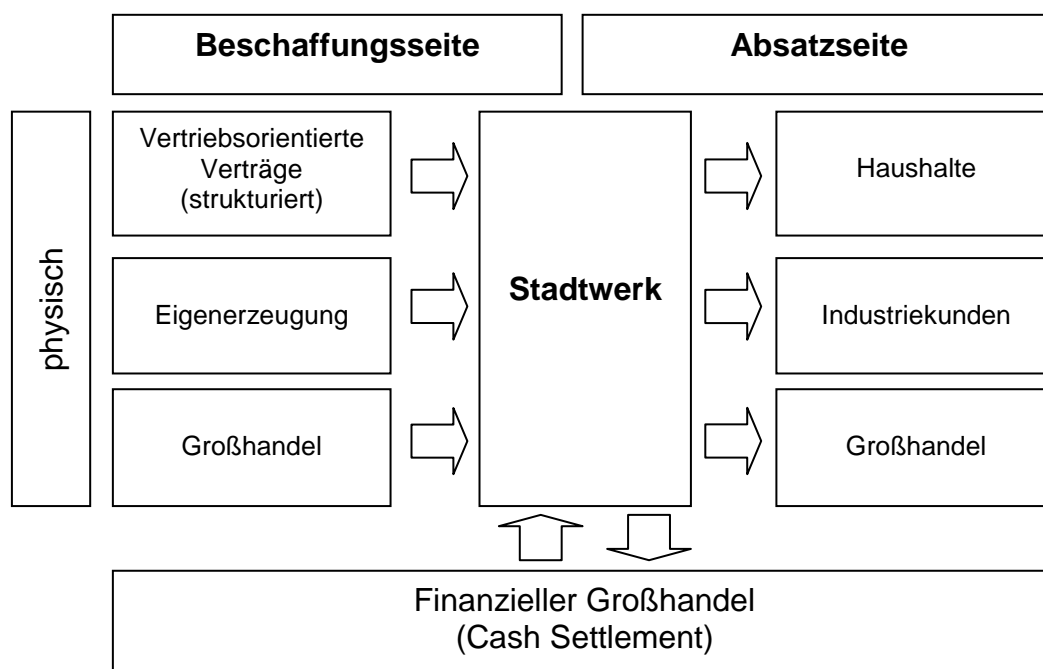 Beschaffungsseite
Absatzseite
physisch
Vertriebsorientierte
Verträge
(strukturiert)
Eigenerzeugung
Großhandel
Stadtwerk
Haushalte
Industriekunden
Großhandel
Finanzieller Großhandel
(Cash Settlement)